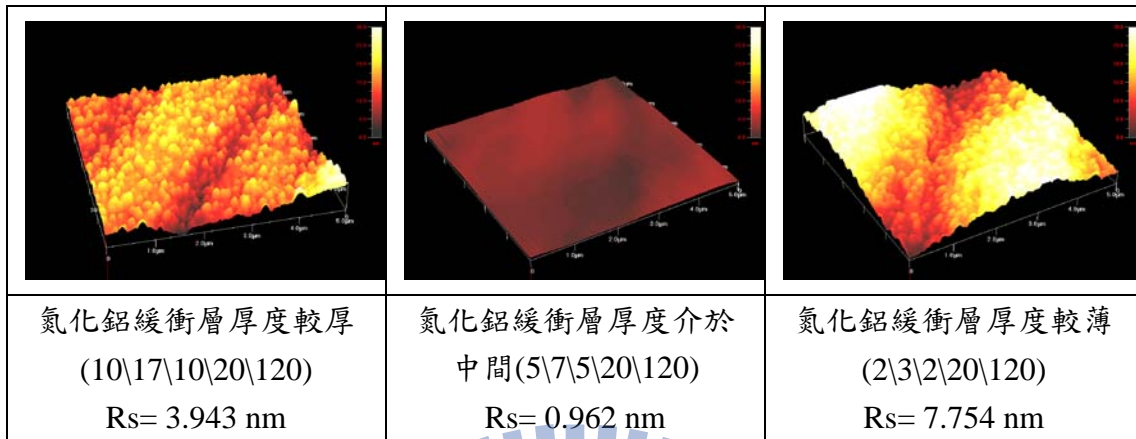 氮化鋁緩衝層厚度較厚
(10\17\10\20\120)
Rs= 3.943 nm
氮化鋁緩衝層厚度介於
中間(5\7\5\20\120)
Rs= 0.962 nm
氮化鋁緩衝層厚度較薄
(2\3\2\20\120)
Rs= 7.754 nm